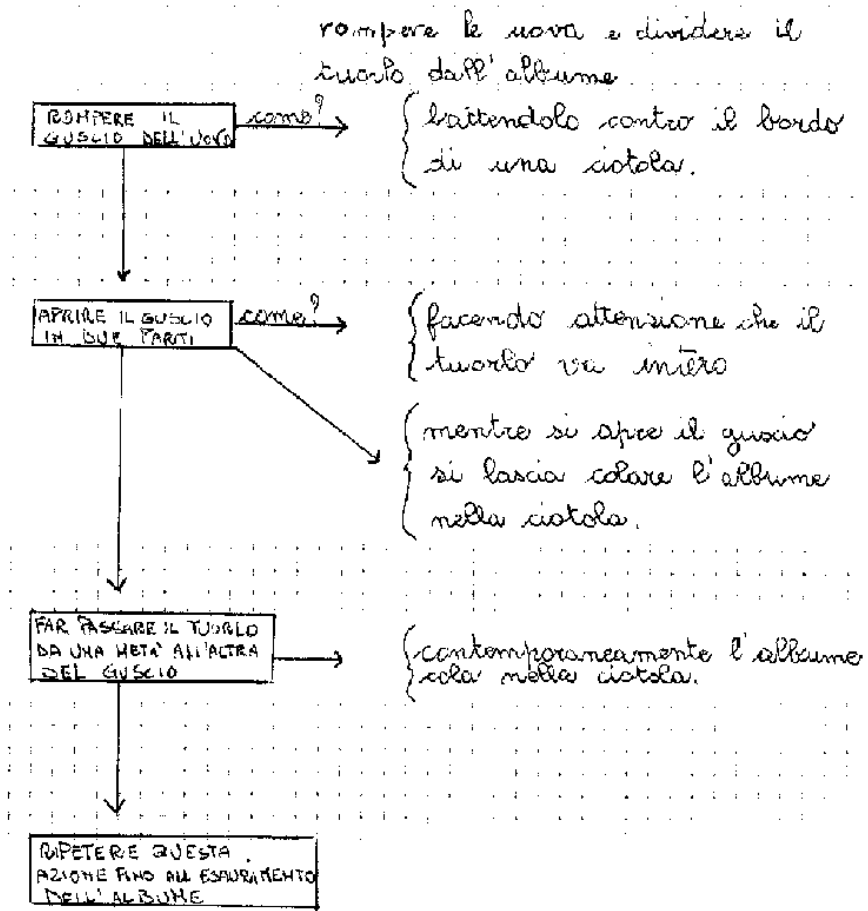 rompere le uova e dividere il
tuorlo dall'albume
ROMPERE IL
GUSCIO DELL'UOVO
come?
battendolo contro il bordo
di una ciotola.
APRIRE IL GUSCIO
IN DUE PARTI
come?
facendo attenzione che il
tuorlo va intero
mentre si apre il guscio
si lascia colare l'albume
nella ciotola.
FAR PASSARE IL TUORLO
DA UNA METÀ ALL'ALTRA
DEL GUSCIO
contemporaneamente l'albume
cola nella ciotola.
RIPETERE QUESTA
AZIONE FINO ALL ESAURIMENTO
DELL'ALBUME